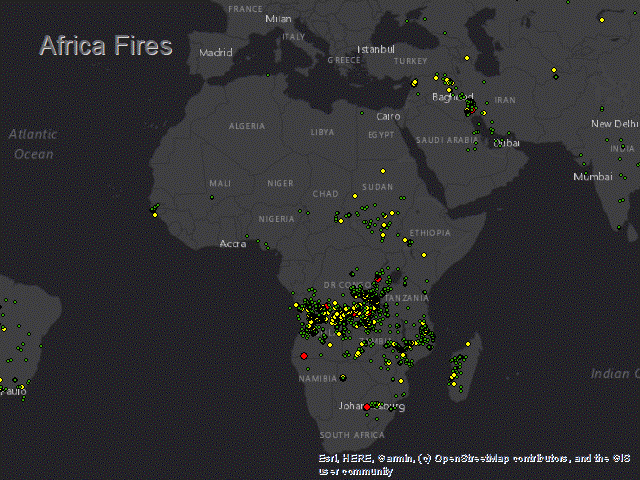 FRANCE
Milan
Africa Fires
ITALY
Madrid
Istanbul
GREECE
TURKEY
Baghdad
IRAN
Atlantic
Ocean
Cairo
New Delhi
ALGERIA
LIBYA
EGYPT
SAUDI ARABIA
Dubai
INDIA
Mumbai
MALI
NIGER
CHAD
SUDAN
NIGERIA
ETHIOPIA
Accra
DR CONGO
TANZANIA
Indian O
NAMIBIA
Paulo
Johannesburg
SOUTH AFRICA
Esri, HERE, Garmin, (c) OpenStreetMap contributors, and the GIS
user community